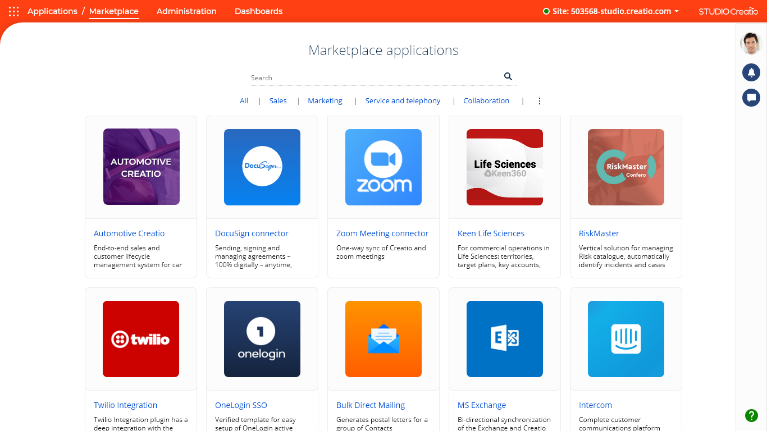 Applications / Marketplace Administration Dashboards Site: 503568-studio.creatio.com STUDIO Creatio
Marketplace applications
Search
All | Sales | Marketing | Service and telephony | Collaboration |
AUTOMOTIVE
CREATIO
DocuSign
zoom
Life Sciences
Keen360
RiskMaster
Confero
Automotive Creatio
End-to-end sales and
customer lifecycle
management system for car
DocuSign connector
Sending, signing and
managing agreements –
100% digitally – anytime,
Zoom Meeting connector
One-way sync of Creatio and
zoom meetings
Keen Life Sciences
For commercial operations in
Life Sciences: territories,
target plans, key accounts,
RiskMaster
Vertical solution for managing
Risk catalogue, automatically
identify incidents and cases
twilio
1
onelogin
Twilio Integration
Twilio Integration plugin has a
deep integration with the
OneLogin SSO
Verified template for easy
setup of OneLogin active
Bulk Direct Mailing
Generates postal letters for a
group of Contacts
MS Exchange
Bi-directional synchronization
of the Exchange and Creatio
Intercom
Complete customer
communications platform
?